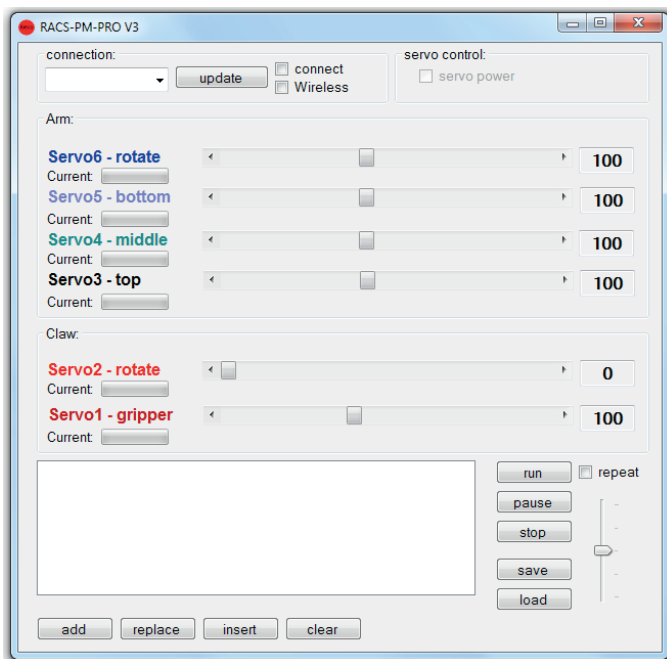 RACS-PM-PRO V3
connection:
update
connect
Wireless
servo control:
servo power
Arm:
Servo6 - rotate
100
Current:
Servo5 - bottom
100
Current:
Servo4 - middle
100
Current:
Servo3 - top
100
Current:
Claw:
Servo2 - rotate
0
Current:
Servo1 - gripper
100
Current:
run
repeat
pause
stop
save
load
add
replace
insert
clear